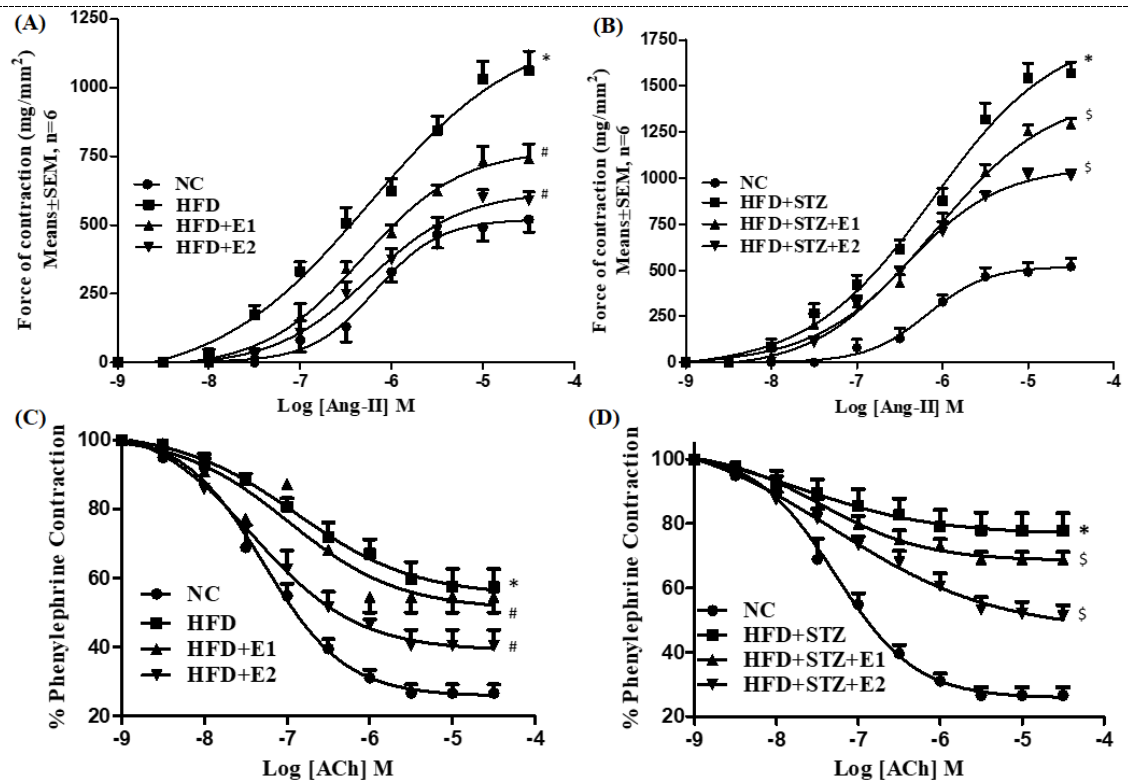 (A)
Force of contraction (mg/mm²)
Means±SEM, n=6
1250
1000
750
500
250
0
NC
HFD
HFD+E1
HFD+E2
*
#
#
-9 -8 -7 -6 -5 -4
Log [Ang-II] M
(B)
Force of contraction (mg/mm²)
Means±SEM, n=6
1750
1500
1250
1000
750
500
250
0
NC
HFD+STZ
HFD+STZ+E1
HFD+STZ+E2
*
$
$
-9 -8 -7 -6 -5 -4
Log [Ang-II] M
(C)
% Phenylephrine Contraction
100
80
60
40
20
NC
HFD
HFD+E1
HFD+E2
*
#
#
-9 -8 -7 -6 -5 -4
Log [ACh] M
(D)
% Phenylephrine Contraction
100
80
60
40
20
NC
HFD+STZ
HFD+STZ+E1
HFD+STZ+E2
*
$
$
-9 -8 -7 -6 -5 -4
Log [ACh] M